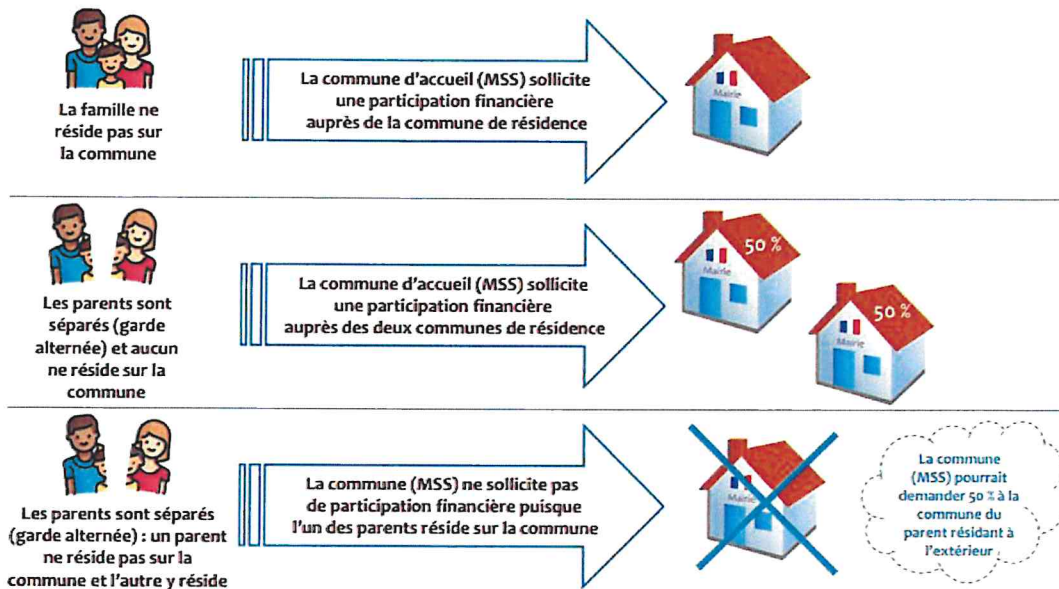 La famille ne
réside pas sur
la commune
La commune d'accueil (MSS) sollicite
une participation financière
auprès de la commune de résidence
Mairie
Les parents sont
séparés (garde
alternée) et aucun
ne réside sur la
commune
La commune d'accueil (MSS) sollicite
une participation financière
auprès des deux communes de résidence
50 %
Mairie
50 %
Mairie
Les parents sont séparés
(garde alternée) : un parent
ne réside pas sur la
commune et l'autre y réside
La commune (MSS) ne sollicite pas
de participation financière puisque
l'un des parents réside sur la commune
Mairie
La commune
(MSS) pourrait
demander 50 % à la
commune du
parent résidant à
l'extérieur